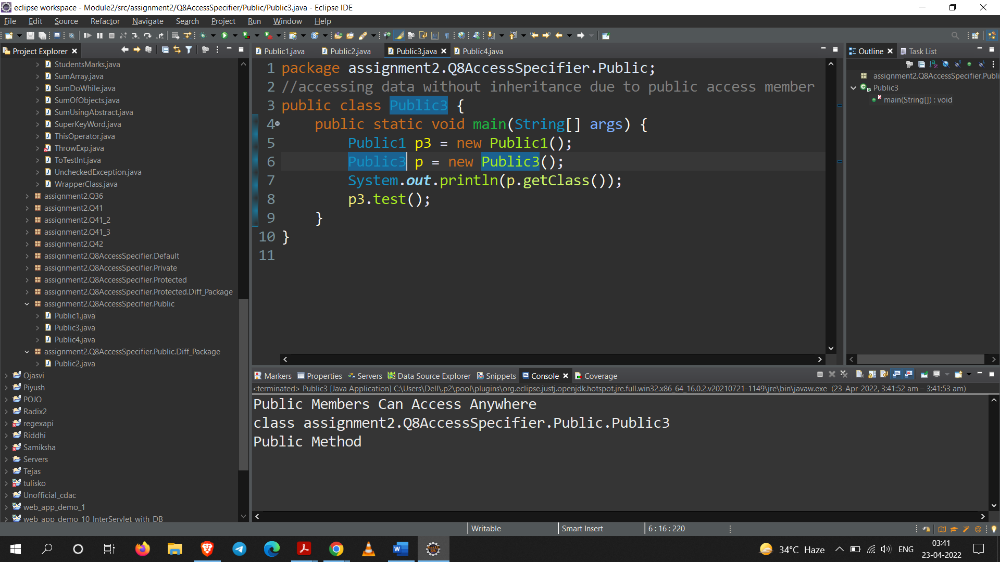 eclipse workspace - Module2/src/assignment2/Q8AccessSpecifier/Public/Public3.java - Eclipse IDE
File Edit Source Refactor Navigate Search Project Run Window Help
Project Explorer
StudentsMarks.java
SumArray.java
SumDoWhile.java
SumOfObjects.java
SumUsingAbstract.java
SuperKeyWord.java
ThisOperator.java
ThrowExp.java
ToTestInt.java
UncheckedException.java
WrapperClass.java
assignment2.Q36
assignment2.Q41
assignment2.Q41_2
assignment2.Q41_3
assignment2.Q42
assignment2.Q8AccessSpecifier.Default
assignment2.Q8AccessSpecifier.Private
assignment2.Q8AccessSpecifier.Protected
assignment2.Q8AccessSpecifier.Protected.Diff_Package
assignment2.Q8AccessSpecifier.Public
Public1.java
Public3.java
Public4.java
assignment2.Q8AccessSpecifier.Public.Diff_Package
Public2.java
Ojasvi
Piyush
POJO
Radix2
regexapi
Riddhi
Samiksha
Servers
Tejas
tulisko
Unofficial_cdac
web_app_demo_1
web_app_demo_10_InterServlet_with_DB
Public1.java Public2.java Public3.java Public4.java
1 package assignment2.Q8AccessSpecifier.Public;
2 //accessing data without inheritance due to public access member
3 public class Public3 {
4 public static void main(String[] args) {
5 Public1 p3 = new Public1();
6 Public3 p = new Public3();
7 System.out.println(p.getClass());
8 p3.test();
9 }
10 }
11
Outline Task List
assignment2.Q8AccessSpecifier.Publi
Public3
main(String[]) : void
Markers Properties Servers Data Source Explorer Snippets Console Coverage
<terminated> Public3 [Java Application] C:\Users\Dell\.p2\pool\plugins\org.eclipse.justj.openjdk.hotspot.jre.full.win32.x86_64_16.0.2.v20210721-1149\jre\bin\javaw.exe (23-Apr-2022, 3:41:52 am – 3:41:53 am)
Public Members Can Access Anywhere
class assignment2.Q8AccessSpecifier.Public.Public3
Public Method
Writable Smart Insert 6 : 16 : 220
34°C Haze ENG 03:41
23-04-2022